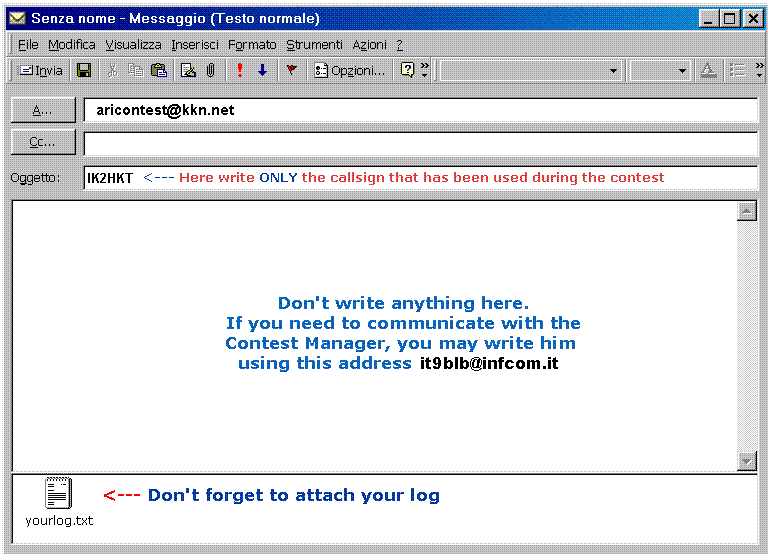 Senza nome - Messaggio (Testo normale)
File Modifica Visualizza Inserisci Formato Strumenti Azioni ?
Invia Opzioni... A
A... aricontest@kkn.net
Cc...
Oggetto: IK2HKT <--- Here write ONLY the callsign that has been used during the contest
Don't write anything here.
If you need to communicate with the
Contest Manager, you may write him
using this address it9blb@infcom.it
<--- Don't forget to attach your log
yourlog.txt